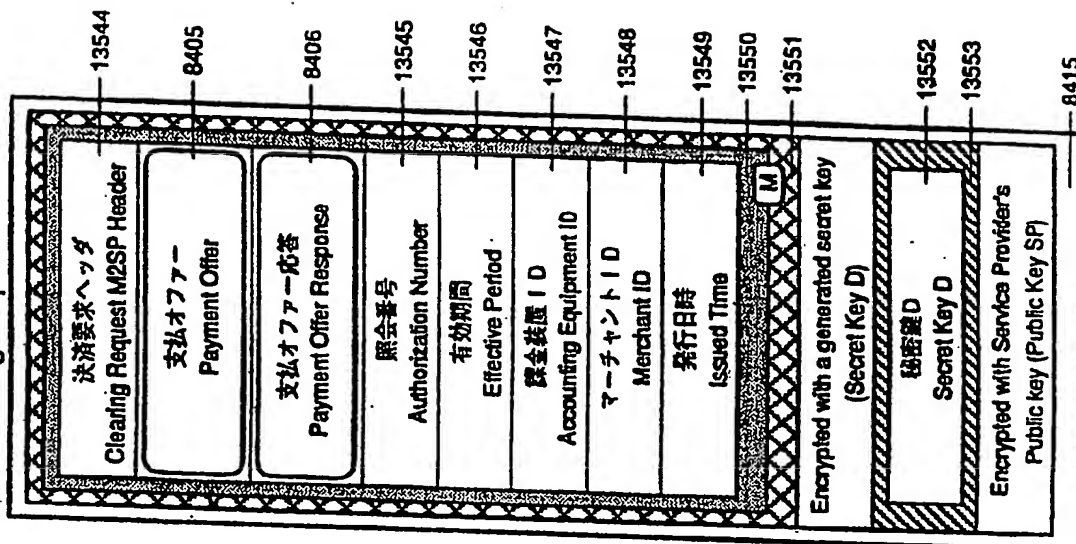 決済要求ヘッダ
Clearing Request M2SP Header
13544
支払オファー
Payment Offer
8405
支払オファー応答
Payment Offer Response
8406
照会番号
Authorization Number
13545
有効期間
Effective Period
13546
課金装置ID
Accounting Equipment ID
13547
マーチャントID
Merchant ID
13548
発行日時
Issued Time
13549
13550
M
13551
Encrypted with a generated secret key
(Secret Key D)
秘密鍵D
Secret Key D
13552
13553
Encrypted with Service Provider's
Public key (Public Key SP)
8415